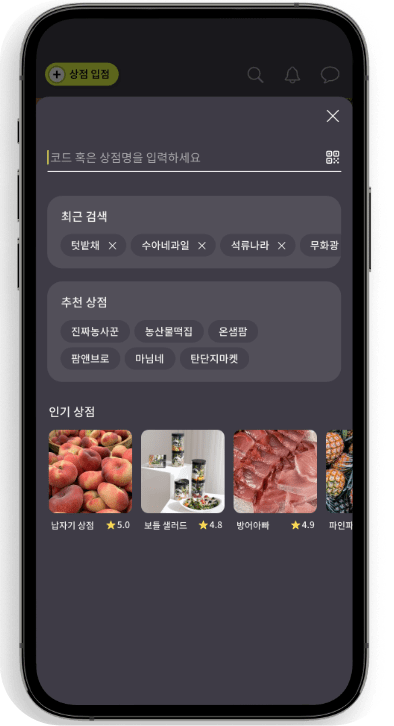 상점 입점
코드 혹은 상점명을 입력하세요
최근 검색
텃밭채 수아네과일 석류나라 무화광
추천 상점
진짜농사꾼 농산물맥집 온샘팜
팜앤브로 마님네 탄단지마켓
인기 상점
납자기 상점 5.0 보틀 샐러드 4.8 방어아빠 4.9 파인파